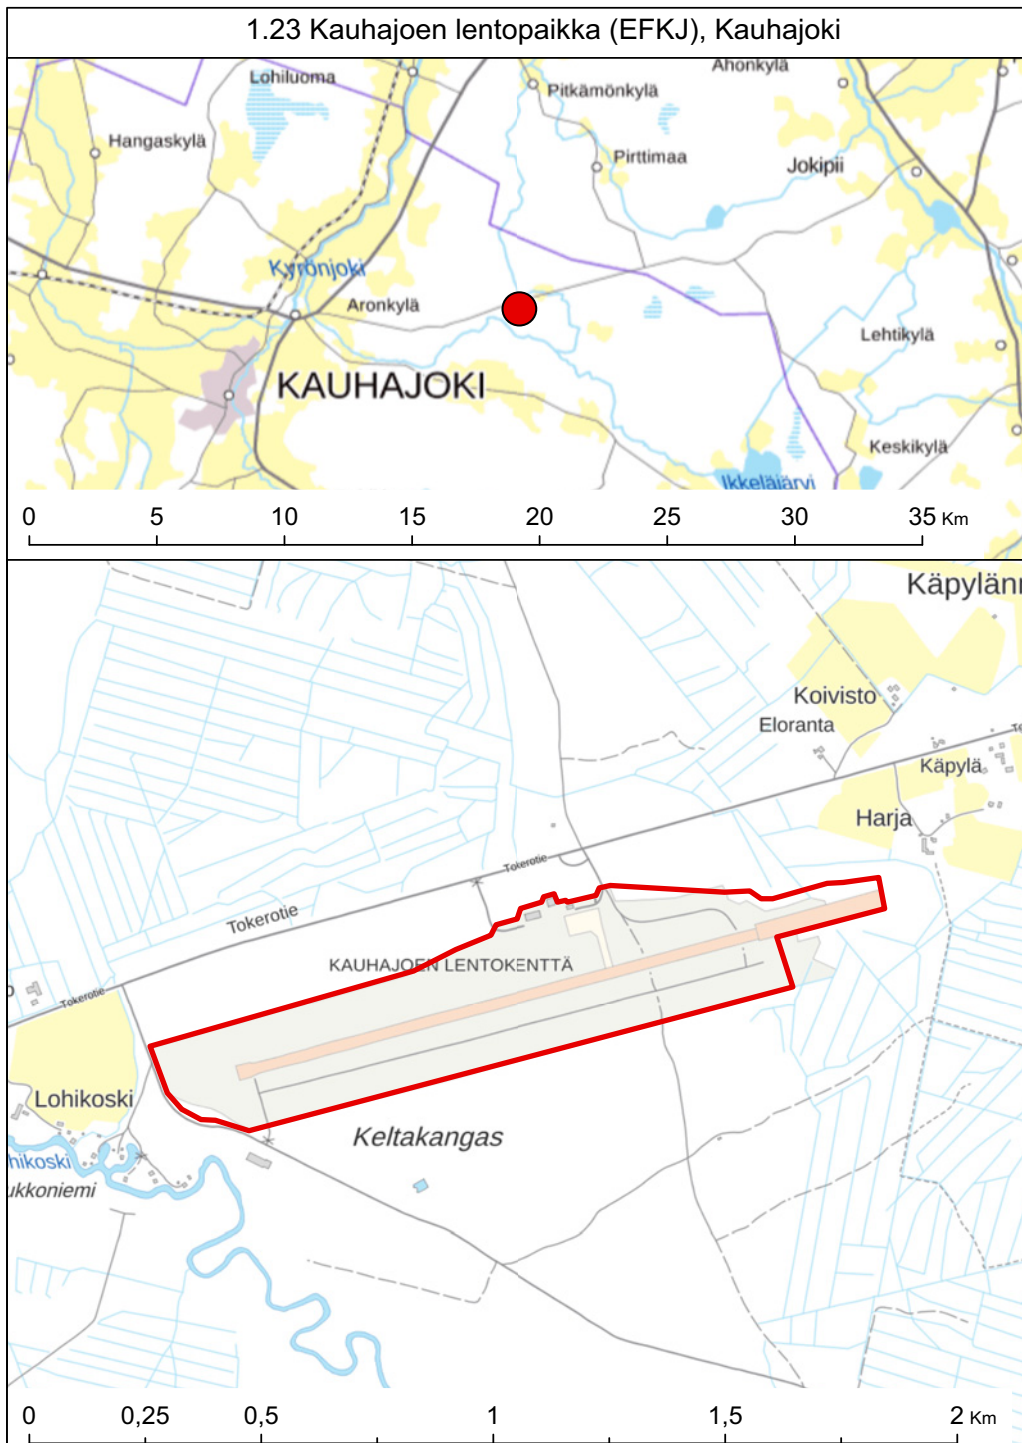 1.23 Kauhajoen lentopaikka (EFKJ), Kauhajoki
Lohiluoma
Ahonkylä
Pitkämönkylä
Hangaskylä
Pirttimaa
Jokipii
Kyrönjoki
Aronkylä
Lehtikylä
KAUHAJOKI
Keskikylä
Ikkeläjärvi
0 5 10 15 20 25 30 35 Km
Käpylänn
Koivisto
Eloranta
Käpylä
Harja
Tokerotie
Tokerotie
KAUHAJOEN LENTOKENTTÄ
Tokerotie
Lohikoski
Keltakangas
hikoski
ukkoniemi
0 0,25 0,5 1 1,5 2 Km